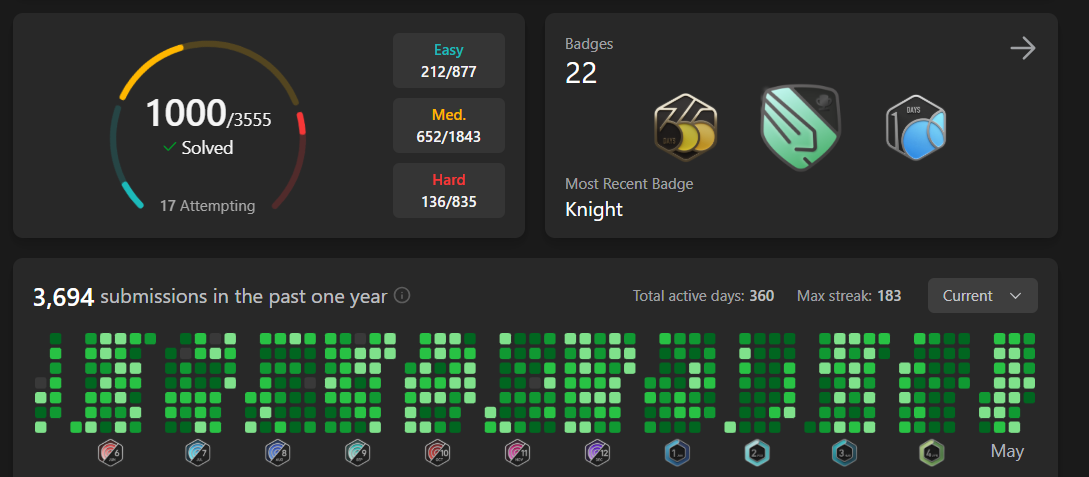 1000/3555
Solved
17 Attempting
Easy
212/877
Med.
652/1843
Hard
136/835
Badges
22
DAYS
DAYS
Most Recent Badge
Knight
3,694 submissions in the past one year
Total active days: 360
Max streak: 183
Current
6
7
8
9
10
11
12
1
2
3
4
May